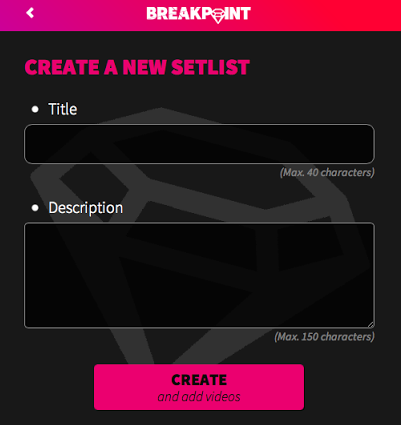 BREAKPOINT
CREATE A NEW SETLIST
Title
(Max. 40 characters)
Description
(Max. 150 characters)
CREATE
and add videos